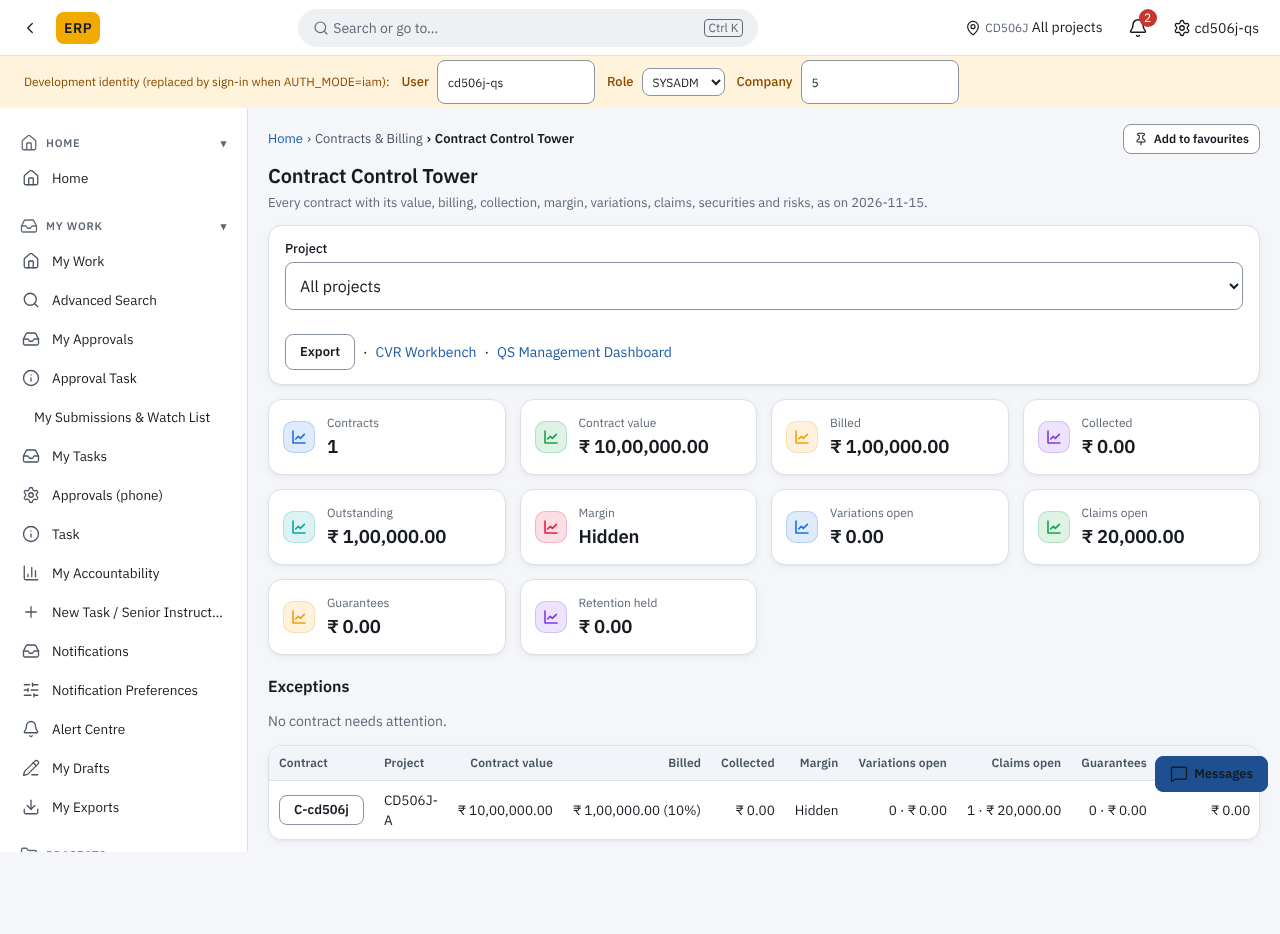 ERP
Search or go to...
Ctrl K
CD506J All projects
2
cd506j-qs
Development identity (replaced by sign-in when AUTH_MODE=iam):
User
cd506j-qs
Role
SYSADM
Company
5
HOME
Home
MY WORK
My Work
Advanced Search
My Approvals
Approval Task
My Submissions & Watch List
My Tasks
Approvals (phone)
Task
My Accountability
New Task / Senior Instruct...
Notifications
Notification Preferences
Alert Centre
My Drafts
My Exports
Home › Contracts & Billing › Contract Control Tower
Add to favourites
Contract Control Tower
Every contract with its value, billing, collection, margin, variations, claims, securities and risks, as on 2026-11-15.
Project
All projects
Export · CVR Workbench · QS Management Dashboard
Contracts
1
Contract value
₹ 10,00,000.00
Billed
₹ 1,00,000.00
Collected
₹ 0.00
Outstanding
₹ 1,00,000.00
Margin
Hidden
Variations open
₹ 0.00
Claims open
₹ 20,000.00
Guarantees
₹ 0.00
Retention held
₹ 0.00
Exceptions
No contract needs attention.
Contract Project Contract value Billed Collected Margin Variations open Claims open Guarantees
Messages
C-cd506j CD506J-A ₹ 10,00,000.00 ₹ 1,00,000.00 (10%) ₹ 0.00 Hidden 0 · ₹ 0.00 1 · ₹ 20,000.00 0 · ₹ 0.00 ₹ 0.00